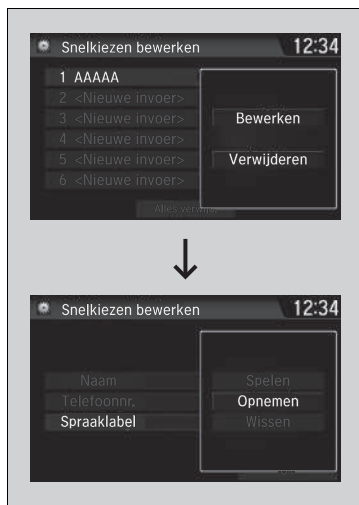 Snelkiezen bewerken 12:34
1 AAAAA
2 <Nieuwe invoer>
3 <Nieuwe invoer>
4 <Nieuwe invoer>
5 <Nieuwe invoer>
6 <Nieuwe invoer>
Bewerken
Verwijderen
Alles
Snelkiezen bewerken 12:34
Naam
Telefoonnr.
Spraaklabel
Spelen
Opnemen
Wissen